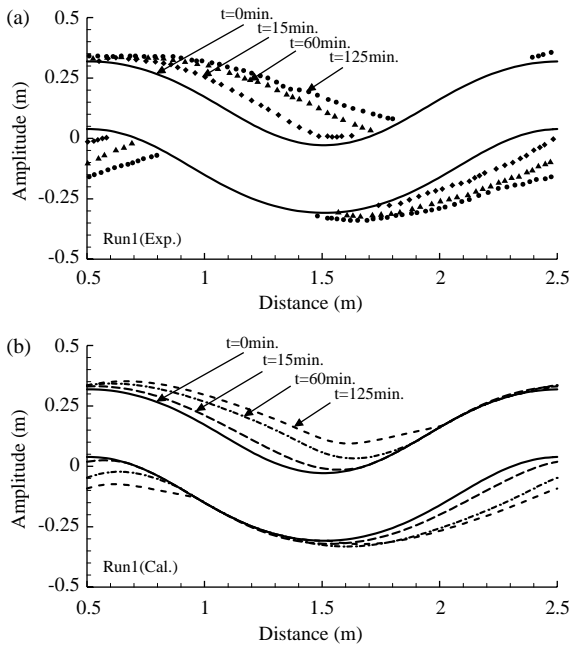 (a)
0.5
t=0min.
t=15min.
t=60min.
t=125min.
0.25
0
-0.25
-0.5
Amplitude (m)
Run1(Exp.)
0.5
1
1.5
2
2.5
Distance (m)
(b)
0.5
t=0min.
t=15min.
t=60min.
t=125min.
0.25
0
-0.25
-0.5
Amplitude (m)
Run1(Cal.)
0.5
1
1.5
2
2.5
Distance (m)